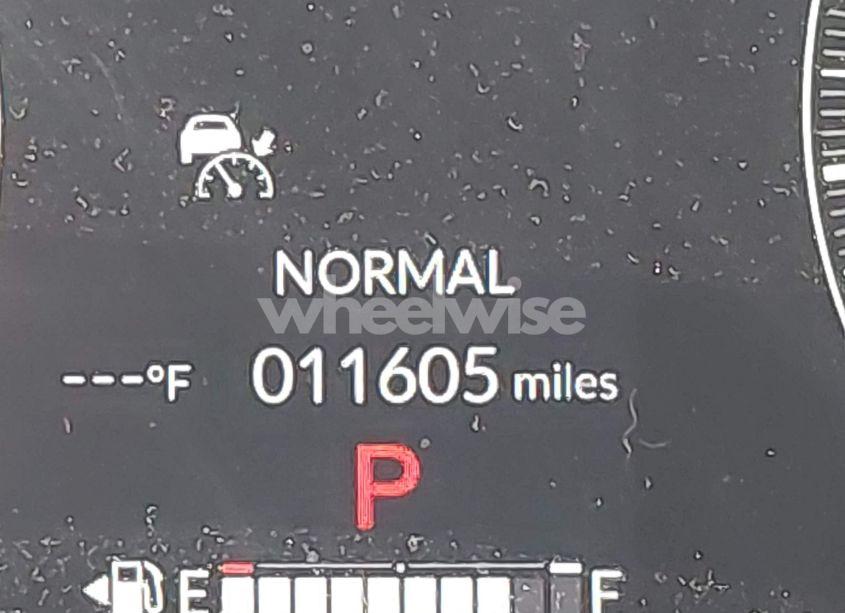 NORMAL
wheelwise
---°F 011605 miles
P
E F